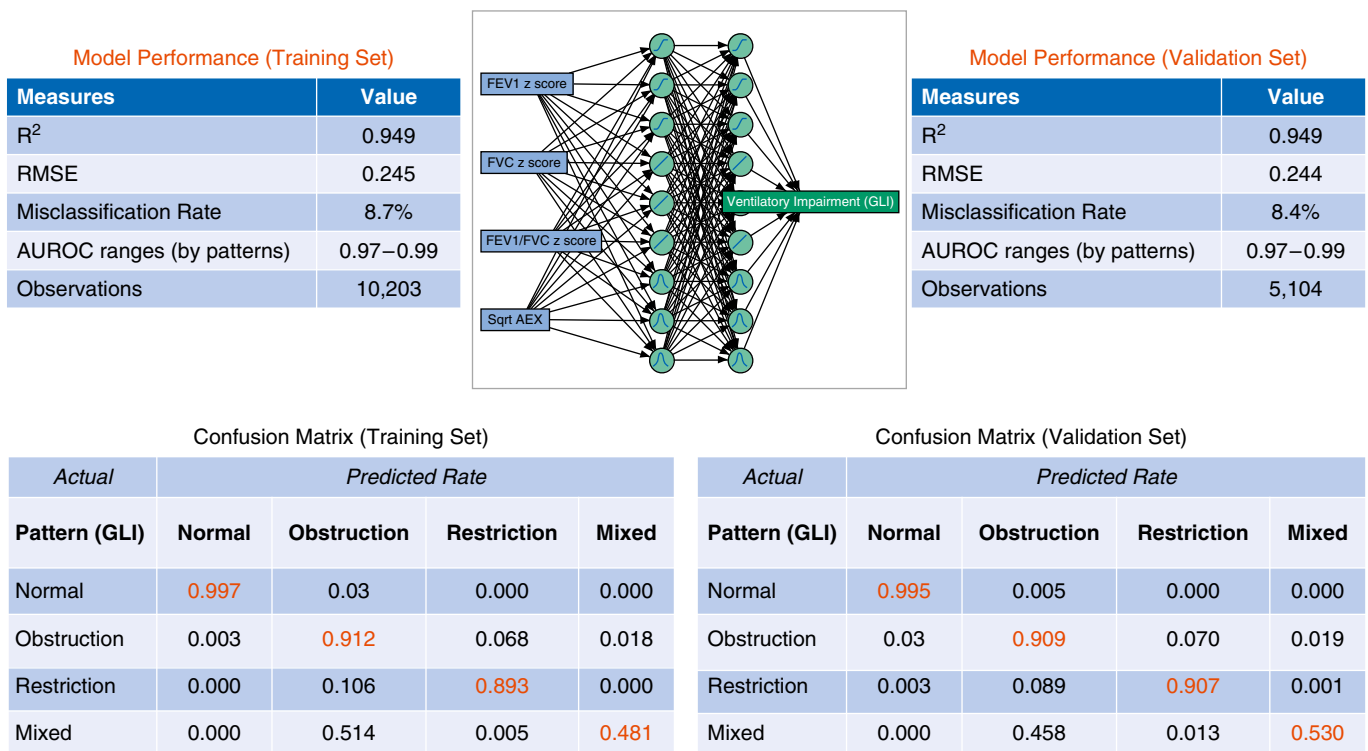 Model Performance (Training Set)
Measures Value
R² 0.949
RMSE 0.245
Misclassification Rate 8.7%
AUROC ranges (by patterns) 0.97–0.99
Observations 10,203
FEV1 z score
FVC z score
FEV1/FVC z score
Sqrt AEX
Ventilatory Impairment (GLI)
Model Performance (Validation Set)
Measures Value
R² 0.949
RMSE 0.244
Misclassification Rate 8.4%
AUROC ranges (by patterns) 0.97–0.99
Observations 5,104
Confusion Matrix (Training Set)
Actual Predicted Rate
Pattern (GLI) Normal Obstruction Restriction Mixed
Normal 0.997 0.03 0.000 0.000
Obstruction 0.003 0.912 0.068 0.018
Restriction 0.000 0.106 0.893 0.000
Mixed 0.000 0.514 0.005 0.481
Confusion Matrix (Validation Set)
Actual Predicted Rate
Pattern (GLI) Normal Obstruction Restriction Mixed
Normal 0.995 0.005 0.000 0.000
Obstruction 0.03 0.909 0.070 0.019
Restriction 0.003 0.089 0.907 0.001
Mixed 0.000 0.458 0.013 0.530